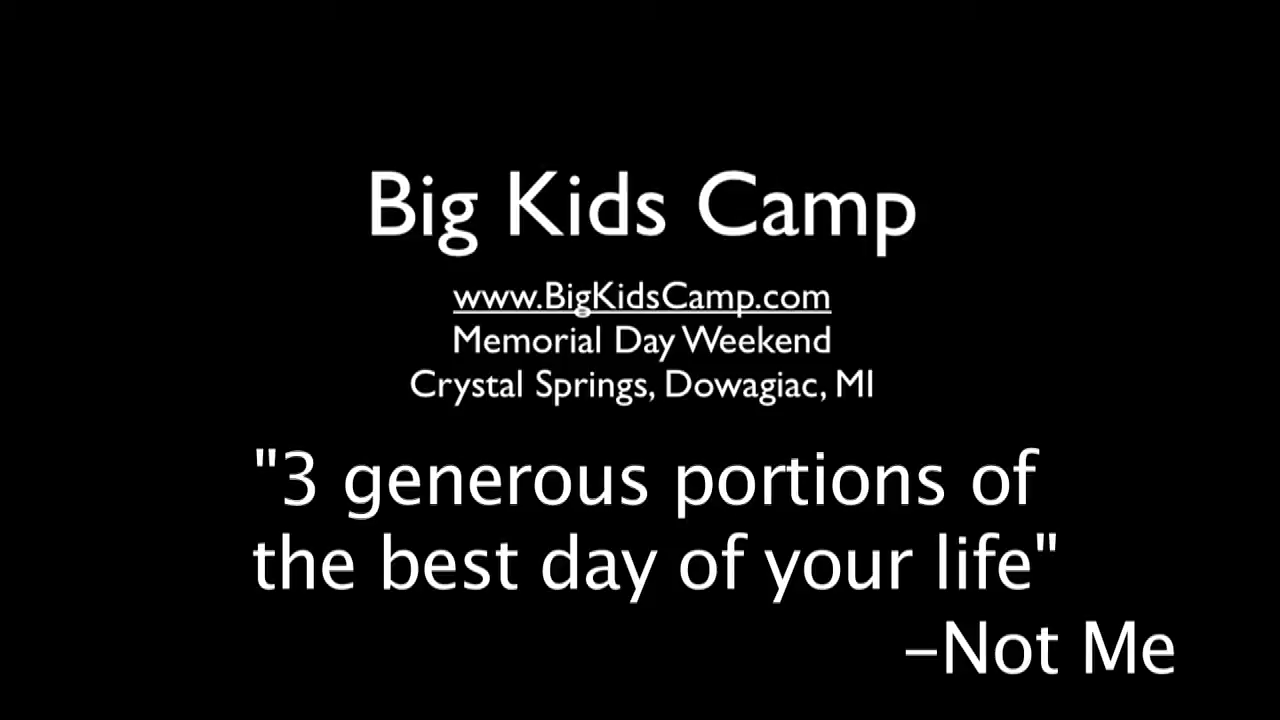 Big Kids Camp
www.BigKidsCamp.com
Memorial Day Weekend
Crystal Springs, Dowagiac, MI
"3 generous portions of
the best day of your life"
-Not Me